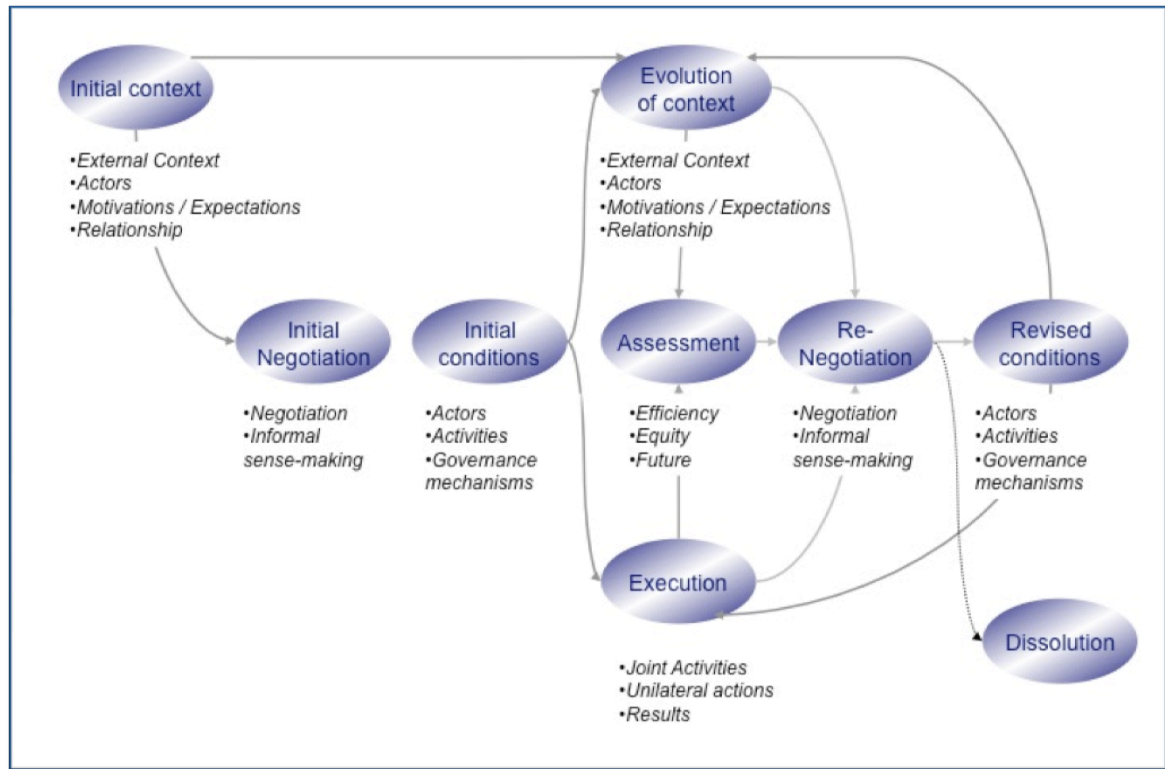 Initial context
•External Context
•Actors
•Motivations / Expectations
•Relationship
Evolution
of context
•External Context
•Actors
•Motivations / Expectations
•Relationship
Initial
Negotiation
•Negotiation
•Informal
sense-making
Initial
conditions
•Actors
•Activities
•Governance
mechanisms
Assessment
•Efficiency
•Equity
•Future
Re-
Negotiation
•Negotiation
•Informal
sense-making
Revised
conditions
•Actors
•Activities
•Governance
mechanisms
Execution
•Joint Activities
•Unilateral actions
•Results
Dissolution